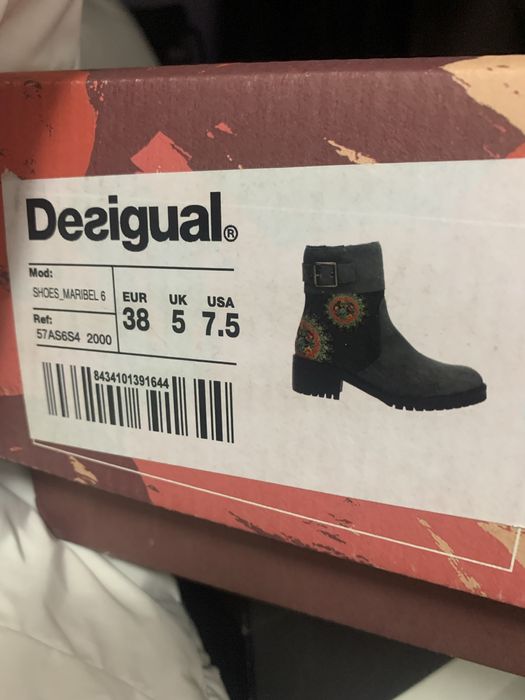 Desigual®
Mod:
SHOES_MARIBEL 6
Ref:
57AS6S4 2000
EUR UK USA
38 5 7.5
8434101391644